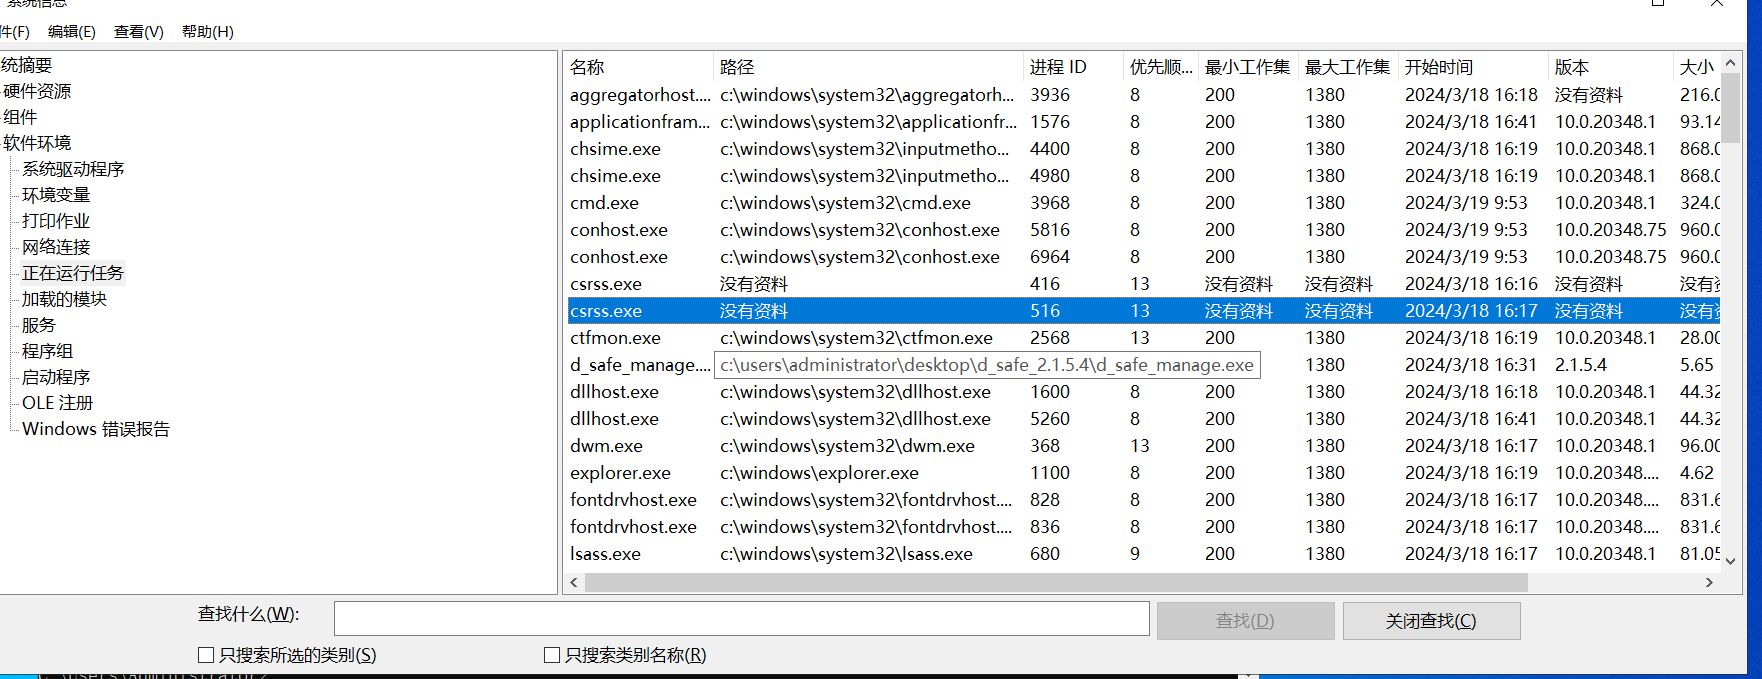 系统信息
件(F) 编辑(E) 查看(V) 帮助(H)
统摘要
硬件资源
组件
软件环境
系统驱动程序
环境变量
打印作业
网络连接
正在运行任务
加载的模块
服务
程序组
启动程序
OLE 注册
Windows 错误报告
名称 路径 进程 ID 优先顺... 最小工作集 最大工作集 开始时间 版本 大小
aggregatorhost.... c:\windows\system32\aggregatorh... 3936 8 200 1380 2024/3/18 16:18 没有资料 216.0
applicationfram... c:\windows\system32\applicationfr... 1576 8 200 1380 2024/3/18 16:41 10.0.20348.1 93.14
chsime.exe c:\windows\system32\inputmetho... 4400 8 200 1380 2024/3/18 16:19 10.0.20348.1 868.0
chsime.exe c:\windows\system32\inputmetho... 4980 8 200 1380 2024/3/18 16:19 10.0.20348.1 868.0
cmd.exe c:\windows\system32\cmd.exe 3968 8 200 1380 2024/3/19 9:53 10.0.20348.1 324.0
conhost.exe c:\windows\system32\conhost.exe 5816 8 200 1380 2024/3/19 9:53 10.0.20348.75 960.0
conhost.exe c:\windows\system32\conhost.exe 6964 8 200 1380 2024/3/19 9:53 10.0.20348.75 960.0
csrss.exe 没有资料 416 13 没有资料 没有资料 2024/3/18 16:16 没有资料 没有资
csrss.exe 没有资料 516 13 没有资料 没有资料 2024/3/18 16:17 没有资料 没有资
ctfmon.exe c:\windows\system32\ctfmon.exe 2568 13 200 1380 2024/3/18 16:19 10.0.20348.1 28.00
d_safe_manage.... c:\users\administrator\desktop\d_safe_2.1.5.4\d_safe_manage.exe 1380 2024/3/18 16:31 2.1.5.4 5.65
dllhost.exe c:\windows\system32\dllhost.exe 1600 8 200 1380 2024/3/18 16:18 10.0.20348.1 44.32
dllhost.exe c:\windows\system32\dllhost.exe 5260 8 200 1380 2024/3/18 16:41 10.0.20348.1 44.32
dwm.exe c:\windows\system32\dwm.exe 368 13 200 1380 2024/3/18 16:17 10.0.20348.1 96.00
explorer.exe c:\windows\explorer.exe 1100 8 200 1380 2024/3/18 16:19 10.0.20348.... 4.62
fontdrvhost.exe c:\windows\system32\fontdrvhost.... 828 8 200 1380 2024/3/18 16:17 10.0.20348.... 831.6
fontdrvhost.exe c:\windows\system32\fontdrvhost.... 836 8 200 1380 2024/3/18 16:17 10.0.20348.... 831.6
lsass.exe c:\windows\system32\lsass.exe 680 9 200 1380 2024/3/18 16:17 10.0.20348.1 81.05
查找什么(W): 查找(D) 关闭查找(C)
只搜索所选的类别(S) 只搜索类别名称(R)
C:\Users\Administrator>